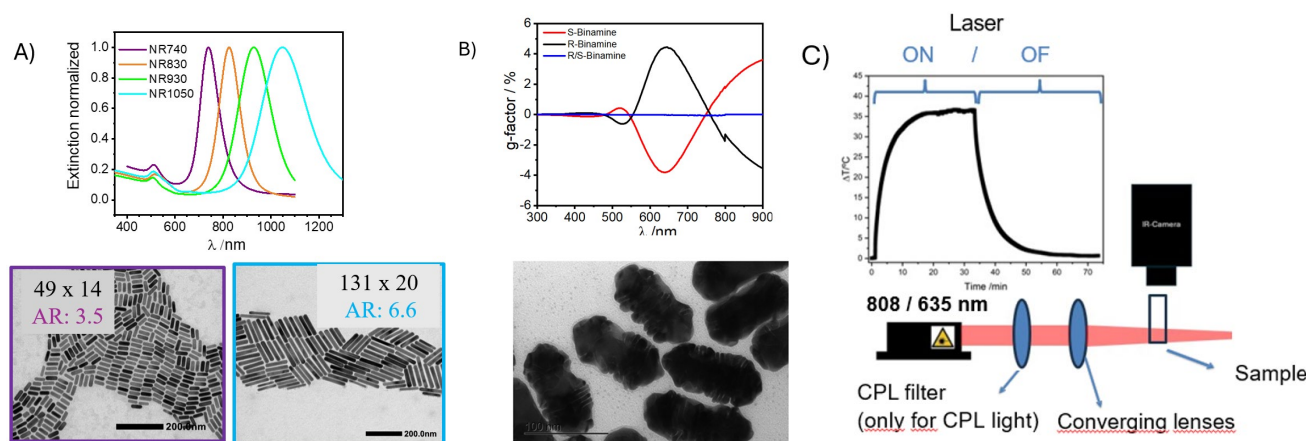 A)
Extinction normalized
1.0
0.8
0.6
0.4
0.2
0.0
NR740
NR830
NR930
NR1050
400
600
800
1000
1200
λ /nm
49 x 14
AR: 3.5
200.0nm
131 x 20
AR: 6.6
200.0nm
B)
g-factor / %
6
4
2
0
-2
-4
-6
S-Binamine
R-Binamine
R/S-Binamine
300
400
500
600
700
800
900
λ /nm
100 nm
C)
Laser
ON / OF
ΔT/ºC
45
40
35
30
25
20
15
10
5
0
0
10
20
30
40
50
60
70
Time /min
IR-Camera
808 / 635 nm
Sample
CPL filter
(only for CPL light)
Converging lenses